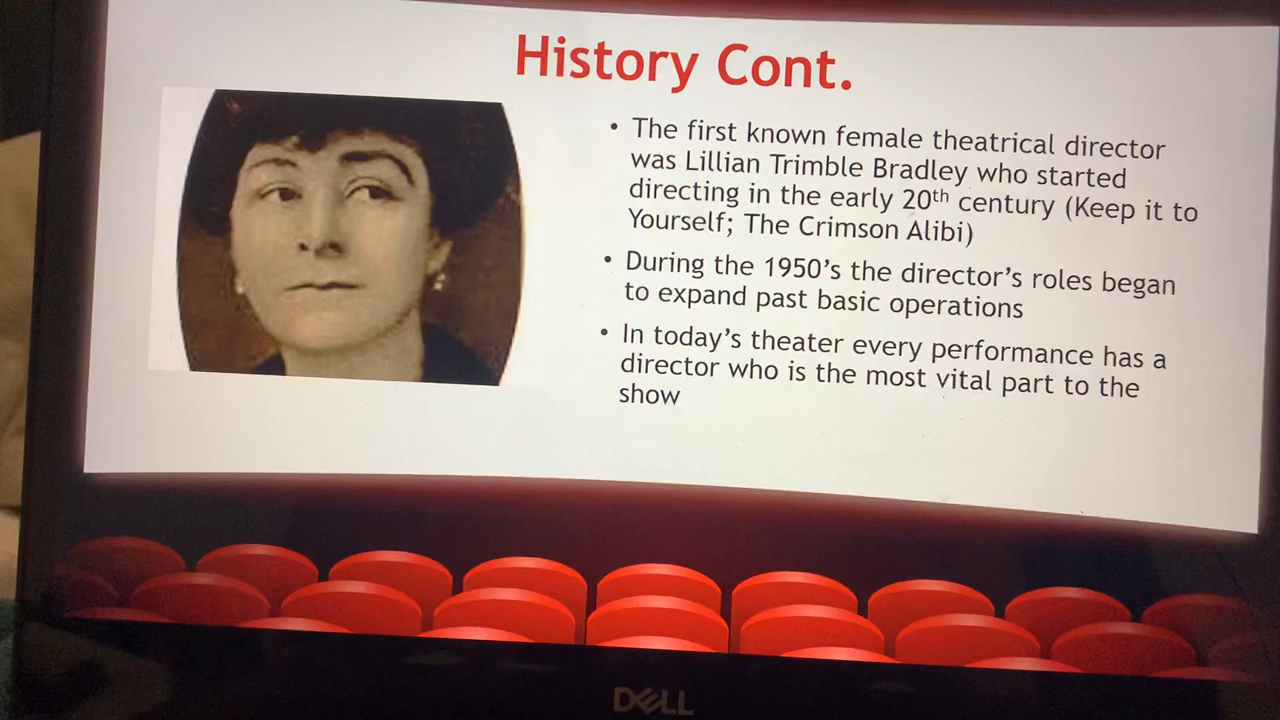 History Cont.
• The first known female theatrical director
was Lillian Trimble Bradley who started
directing in the early 20th century (Keep it to
Yourself; The Crimson Alibi)
• During the 1950's the director's roles began
to expand past basic operations
• In today's theater every performance has a
director who is the most vital part to the
show
DELL